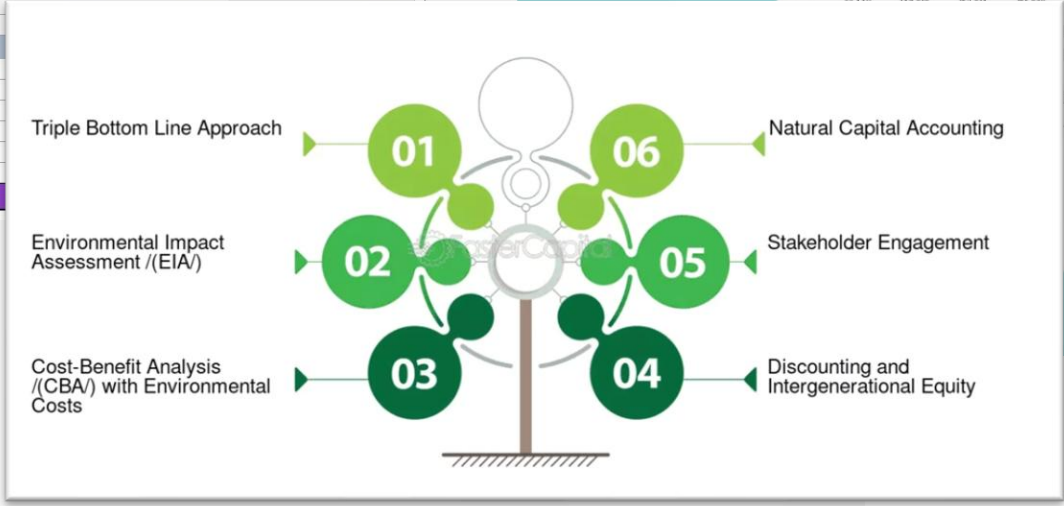 Triple Bottom Line Approach
01
06
Natural Capital Accounting
Environmental Impact
Assessment /(EIA/)
02
FasterCapital
05
Stakeholder Engagement
Cost-Benefit Analysis
/(CBA/) with Environmental
Costs
03
04
Discounting and
Intergenerational Equity